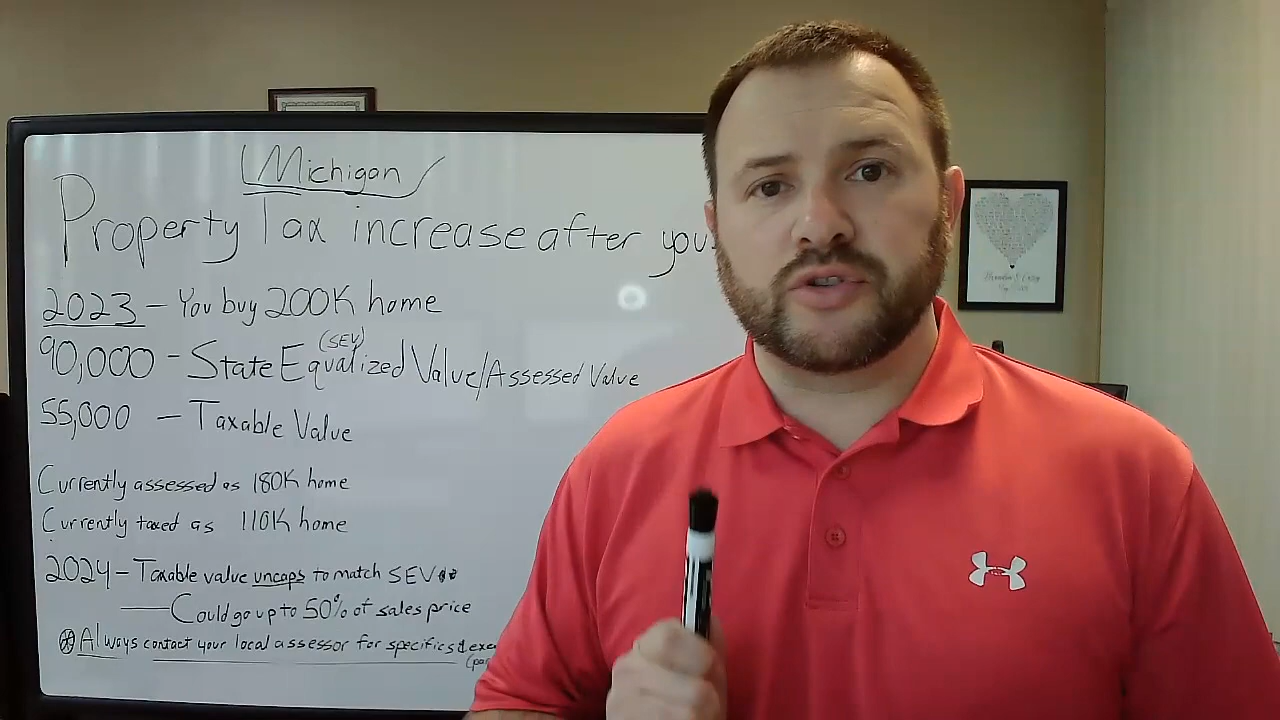 Michigan
Property Tax increase after you
2023 - You buy 200K home
(SEV)
90,000 - State Equalized Value/Assessed Value
55,000 - Taxable Value
Currently assessed as 180K home
Currently taxed as 110K home
2024 - Taxable value uncaps to match SEV**
Could go up to 50% of sales price
* Always contact your local assessor for specifics &